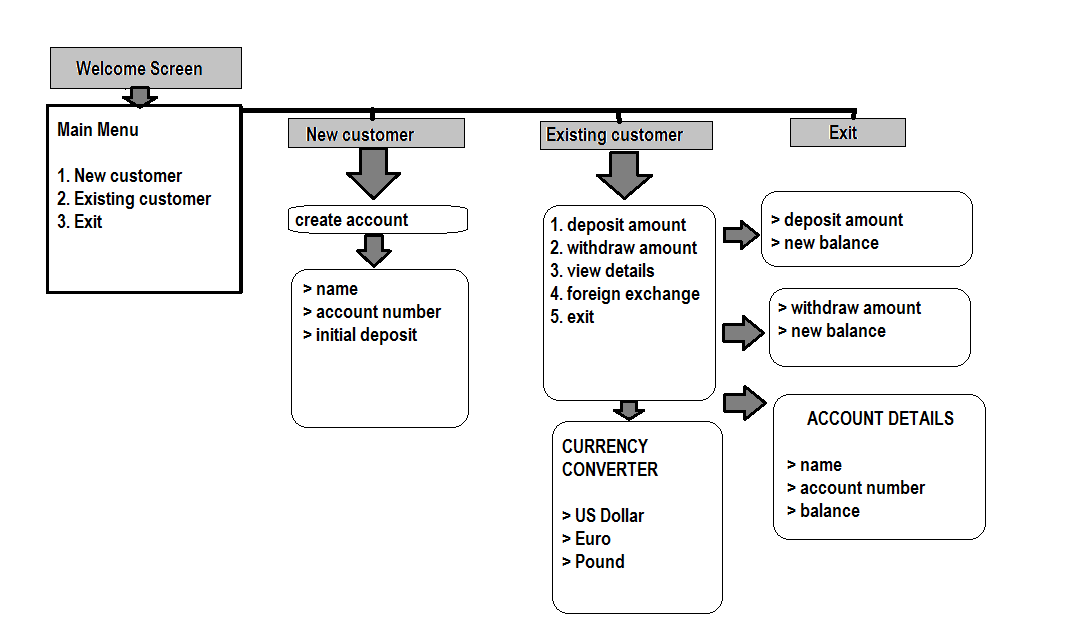 Welcome Screen
Main Menu
1. New customer
2. Existing customer
3. Exit
New customer
create account
> name
> account number
> initial deposit
Existing customer
1. deposit amount
2. withdraw amount
3. view details
4. foreign exchange
5. exit
CURRENCY
CONVERTER
> US Dollar
> Euro
> Pound
Exit
> deposit amount
> new balance
> withdraw amount
> new balance
ACCOUNT DETAILS
> name
> account number
> balance